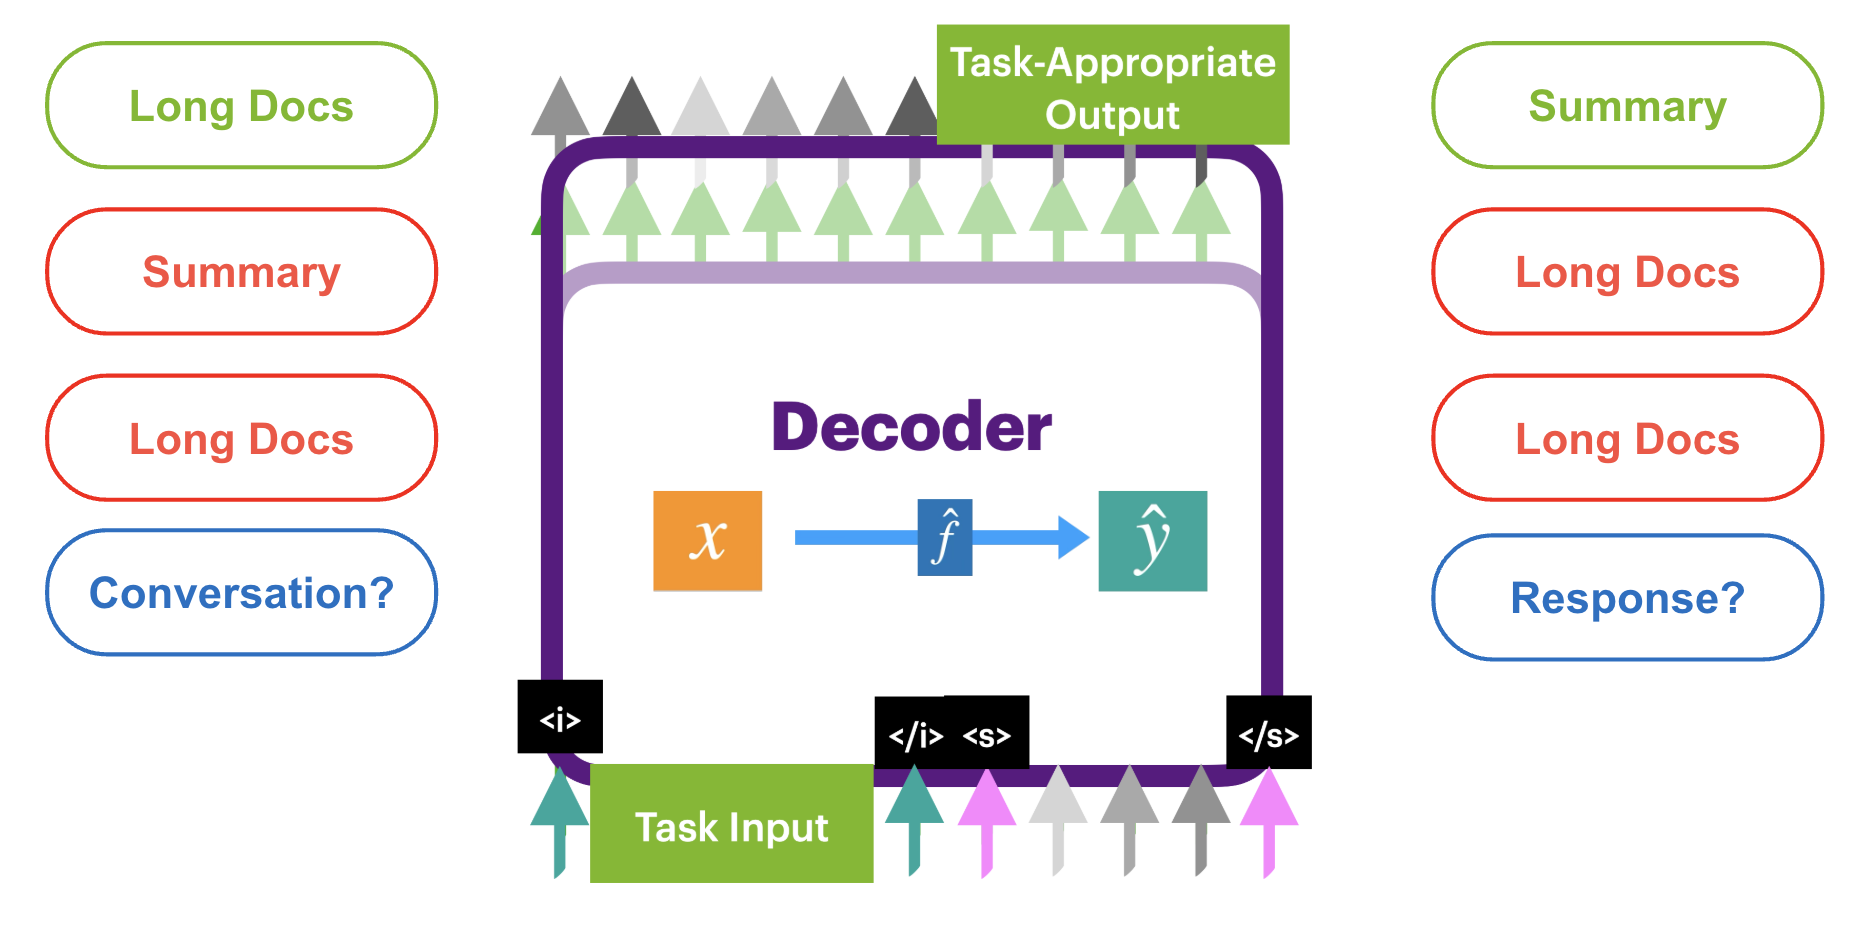 Long Docs
Summary
Long Docs
Conversation?
Task-Appropriate
Output
Decoder
x
f̂
ŷ
<i>
</i>
<s>
</s>
Task Input
Summary
Long Docs
Long Docs
Response?